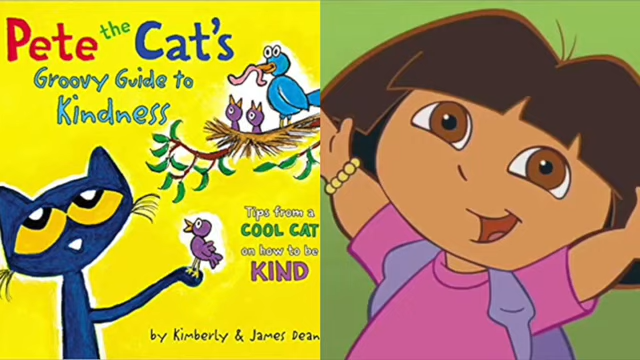 Pete the Cat's
Groovy Guide to
Kindness
Tips from a
COOL CAT
on how to be
KIND
by Kimberly & James Dean